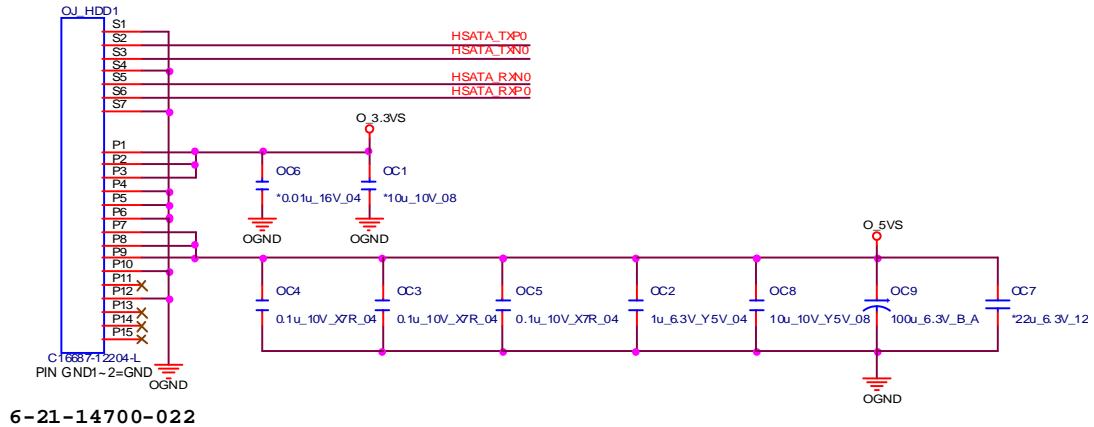 OJ_HDD1
S1
S2
HSATA_TXP0
S3
HSATA_TXN0
S4
S5
HSATA_RXN0
S6
HSATA_RXP0
S7
O_3.3VS
P1
P2
P3
OC6
OC1
P4
*0.01u_16V_04
*10u_10V_08
P5
P6
P7
P8
OGND
OGND
O_5VS
P9
P10
P11
P12
OC4
OC3
OC5
OC2
OC8
OC9
OC7
P13
0.1u_10V_X7R_04
0.1u_10V_X7R_04
0.1u_10V_X7R_04
1u_6.3V_Y5V_04
10u_10V_Y5V_08
100u_6.3V_B_A
*22u_6.3V_12
P14
P15
C16687-12204-L
PIN GND1~2=GND
OGND
OGND
6-21-14700-022